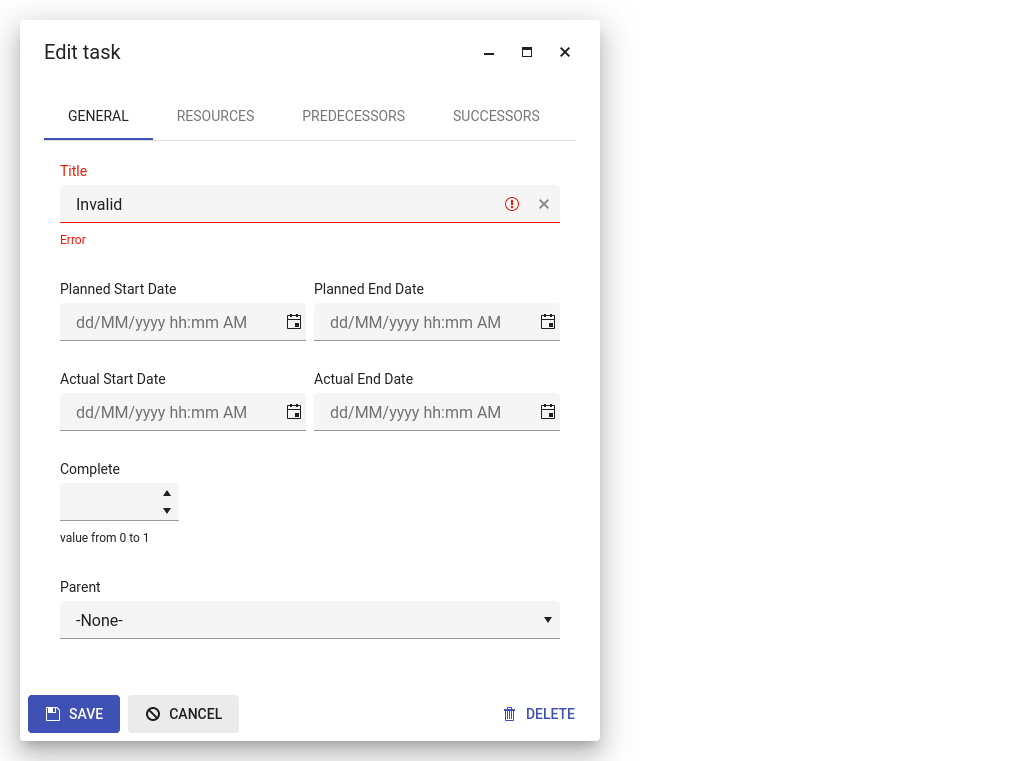 Edit task
GENERAL RESOURCES PREDECESSORS SUCCESSORS
Title
Invalid
Error
Planned Start Date Planned End Date
dd/MM/yyyy hh:mm AM dd/MM/yyyy hh:mm AM
Actual Start Date Actual End Date
dd/MM/yyyy hh:mm AM dd/MM/yyyy hh:mm AM
Complete
value from 0 to 1
Parent
-None-
SAVE CANCEL DELETE